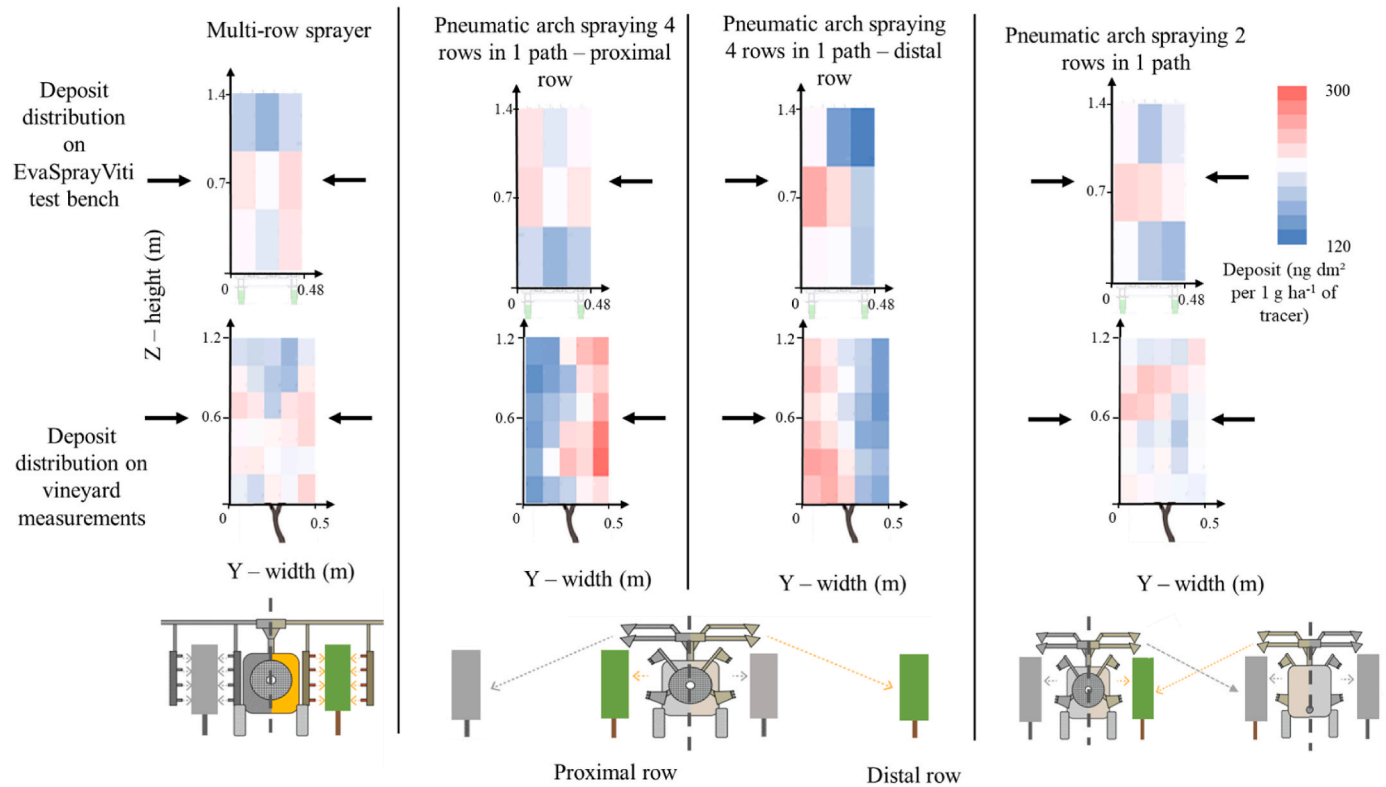 Multi-row sprayer
Pneumatic arch spraying 4
rows in 1 path – proximal
row
Pneumatic arch spraying
4 rows in 1 path – distal
row
Pneumatic arch spraying 2
rows in 1 path
Deposit
distribution
on
EvaSprayViti
test bench
1.4
0.7
0
0.48
1.4
0.7
0
0.48
1.4
0.7
0
0.48
1.4
0.7
0
0.48
300
120
Deposit (ng dm²
per 1 g ha⁻¹ of
tracer)
Z – height (m)
Deposit
distribution on
vineyard
measurements
1.2
0.6
0
0.5
1.2
0.6
0
0.5
1.2
0.6
0
0.5
1.2
0.6
0
0.5
Y – width (m)
Y – width (m)
Y – width (m)
Y – width (m)
Proximal row
Distal row